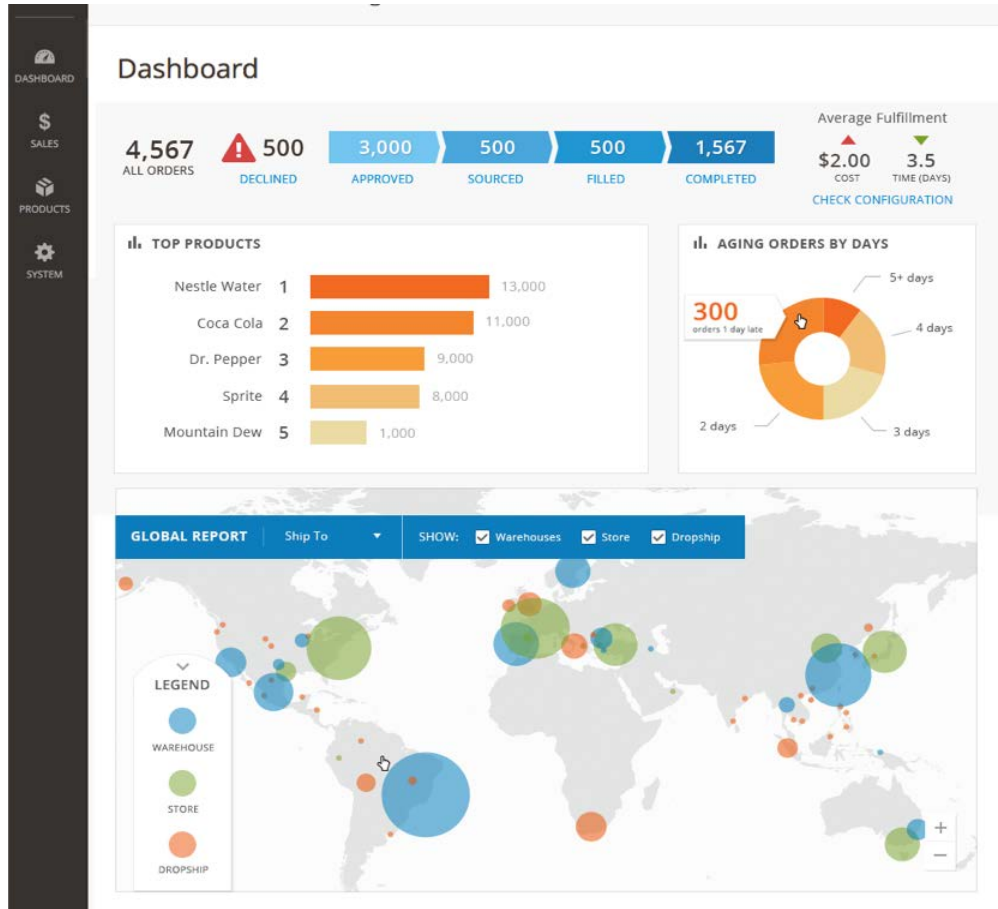 DASHBOARD
SALES
PRODUCTS
SYSTEM
Dashboard
4,567
ALL ORDERS
500
DECLINED
3,000
APPROVED
500
SOURCED
500
FILLED
1,567
COMPLETED
Average Fulfillment
$2.00
COST
3.5
TIME (DAYS)
CHECK CONFIGURATION
TOP PRODUCTS
Nestle Water 1 13,000
Coca Cola 2 11,000
Dr. Pepper 3 9,000
Sprite 4 8,000
Mountain Dew 5 1,000
AGING ORDERS BY DAYS
5+ days
300
orders 1 day late
4 days
2 days
3 days
GLOBAL REPORT Ship To SHOW: Warehouses Store Dropship
LEGEND
WAREHOUSE
STORE
DROPSHIP
+
−